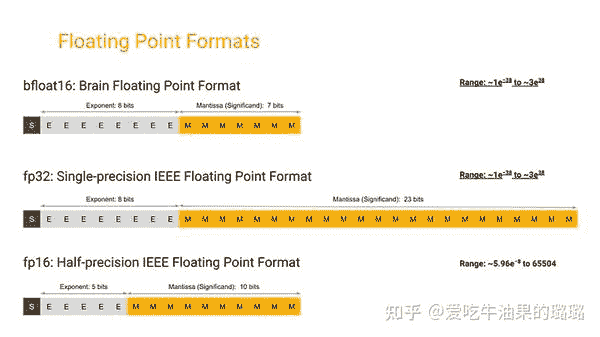 Floating Point Formats
bfloat16: Brain Floating Point Format
Range: ~1e⁻³⁸ to ~3e³⁸
Exponent: 8 bits
Mantissa (Significand): 7 bits
S E E E E E E E E M M M M M M M
fp32: Single-precision IEEE Floating Point Format
Range: ~1e⁻³⁸ to ~3e³⁸
Exponent: 8 bits
Mantissa (Significand): 23 bits
S E E E E E E E E M M M M M M M M M M M M M M M M M M M M M M M
fp16: Half-precision IEEE Floating Point Format
Range: ~5.96e⁻⁸ to 65504
Exponent: 5 bits
Mantissa (Significand): 10 bits
S E E E E E M M M M M M M M M M
知乎 @爱吃牛油果的璐璐